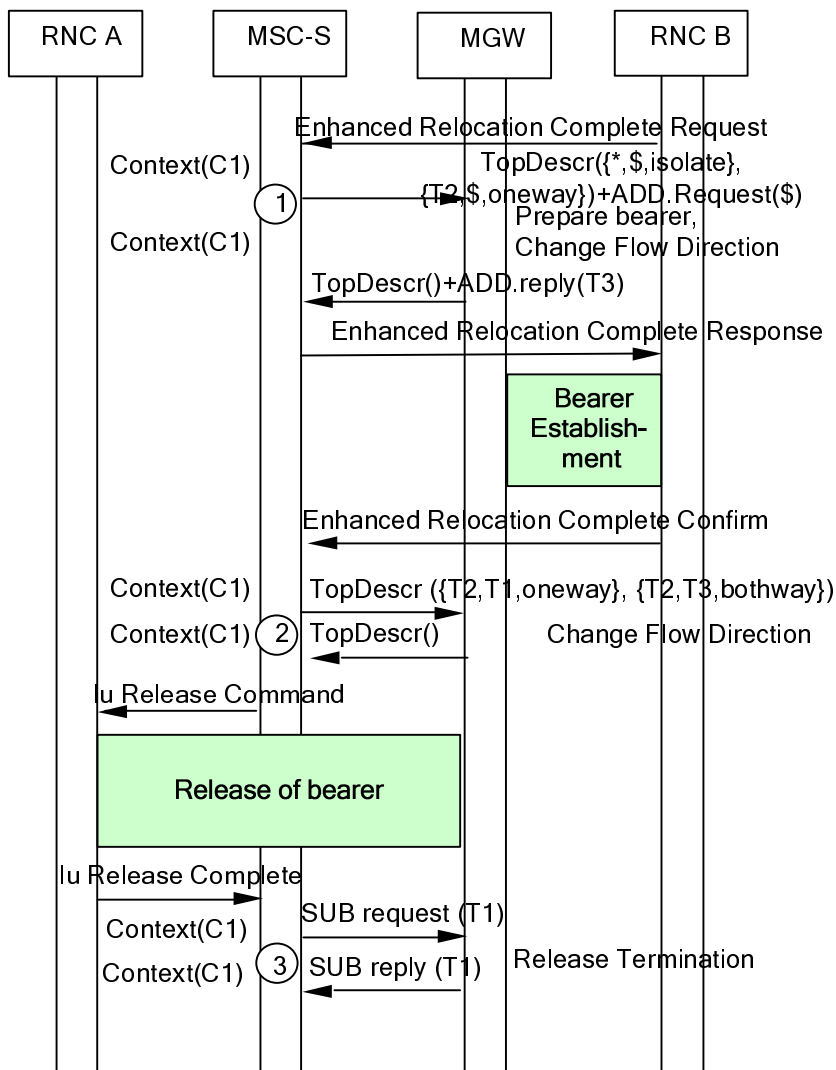 RNC A
MSC-S
MGW
RNC B
Enhanced Relocation Complete Request
Context(C1)
TopDescr({*,$,isolate},
{T2,$,oneway})+ADD.Request($)
1
Prepare bearer,
Context(C1)
Change Flow Direction
TopDescr()+ADD.reply(T3)
Enhanced Relocation Complete Response
Bearer
Establish-
ment
Enhanced Relocation Complete Confirm
Context(C1)
TopDescr ({T2,T1,oneway}, {T2,T3,bothway})
Context(C1)
2
TopDescr()
Change Flow Direction
Iu Release Command
Release of bearer
Iu Release Complete
SUB request (T1)
Context(C1)
3
SUB reply (T1)
Release Termination
Context(C1)